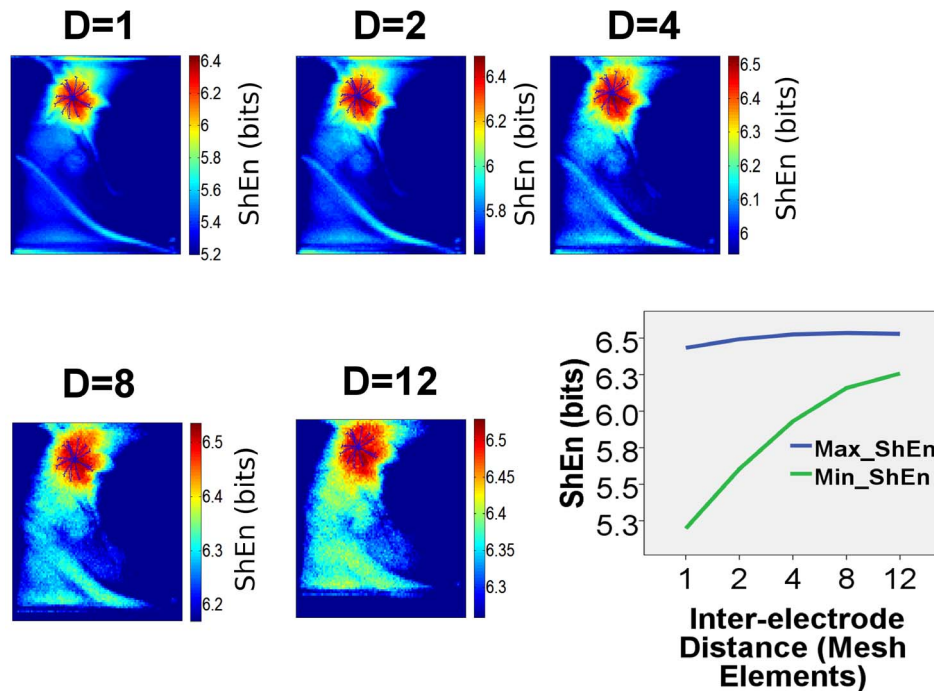 D=1
D=2
D=4
6.4
6.2
6
5.8
5.6
5.4
5.2
ShEn (bits)
6.4
6.2
6
5.8
ShEn (bits)
6.5
6.4
6.3
6.2
6.1
6
ShEn (bits)
D=8
D=12
6.5
6.4
6.3
6.2
ShEn (bits)
6.5
6.45
6.4
6.35
6.3
6.5
6.3
6.0
5.8
5.5
5.3
ShEn (bits)
Max_ShEn
Min_ShEn
1 2 4 8 12
Inter-electrode
Distance (Mesh
Elements)